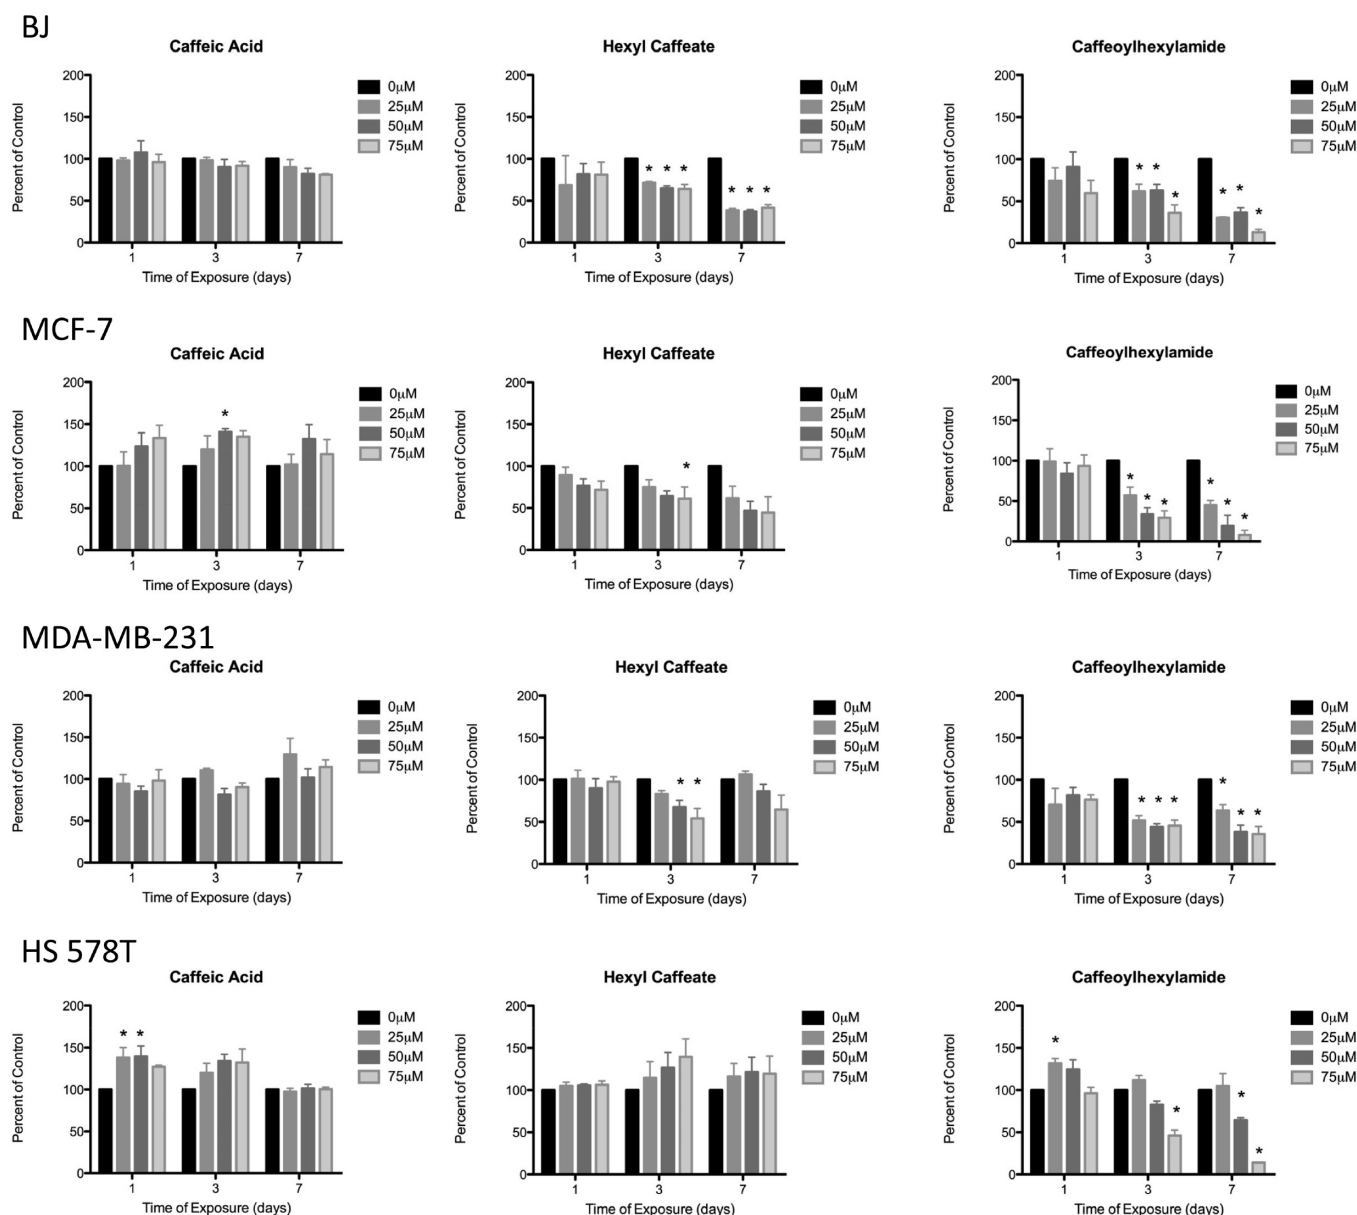 BJ
Caffeic Acid
Percent of Control
200
150
100
50
0
1 3 7
Time of Exposure (days)
0μM
25μM
50μM
75μM
Hexyl Caffeate
Percent of Control
200
150
100
50
0
* * * * * *
1 3 7
Time of Exposure (days)
0μM
25μM
50μM
75μM
Caffeoylhexylamide
Percent of Control
200
150
100
50
0
* * * * * *
1 3 7
Time of Exposure (days)
0μM
25μM
50μM
75μM
MCF-7
Caffeic Acid
Percent of Control
200
150
100
50
0
*
1 3 7
Time of Exposure (days)
0μM
25μM
50μM
75μM
Hexyl Caffeate
Percent of Control
200
150
100
50
0
*
1 3 7
Time of Exposure (days)
0μM
25μM
50μM
75μM
Caffeoylhexylamide
Percent of Control
200
150
100
50
0
* * * * * *
1 3 7
Time of Exposure (days)
0μM
25μM
50μM
75μM
MDA-MB-231
Caffeic Acid
Percent of Control
200
150
100
50
0
1 3 7
Time of Exposure (days)
0μM
25μM
50μM
75μM
Hexyl Caffeate
Percent of Control
200
150
100
50
0
* *
1 3 7
Time of Exposure (days)
0μM
25μM
50μM
75μM
Caffeoylhexylamide
Percent of Control
200
150
100
50
0
* * * * * *
1 3 7
Time of Exposure (days)
0μM
25μM
50μM
75μM
HS 578T
Caffeic Acid
Percent of Control
200
150
100
50
0
* *
1 3 7
Time of Exposure (days)
0μM
25μM
50μM
75μM
Hexyl Caffeate
Percent of Control
200
150
100
50
0
1 3 7
Time of Exposure (days)
0μM
25μM
50μM
75μM
Caffeoylhexylamide
Percent of Control
200
150
100
50
0
* * * *
1 3 7
Time of Exposure (days)
0μM
25μM
50μM
75μM